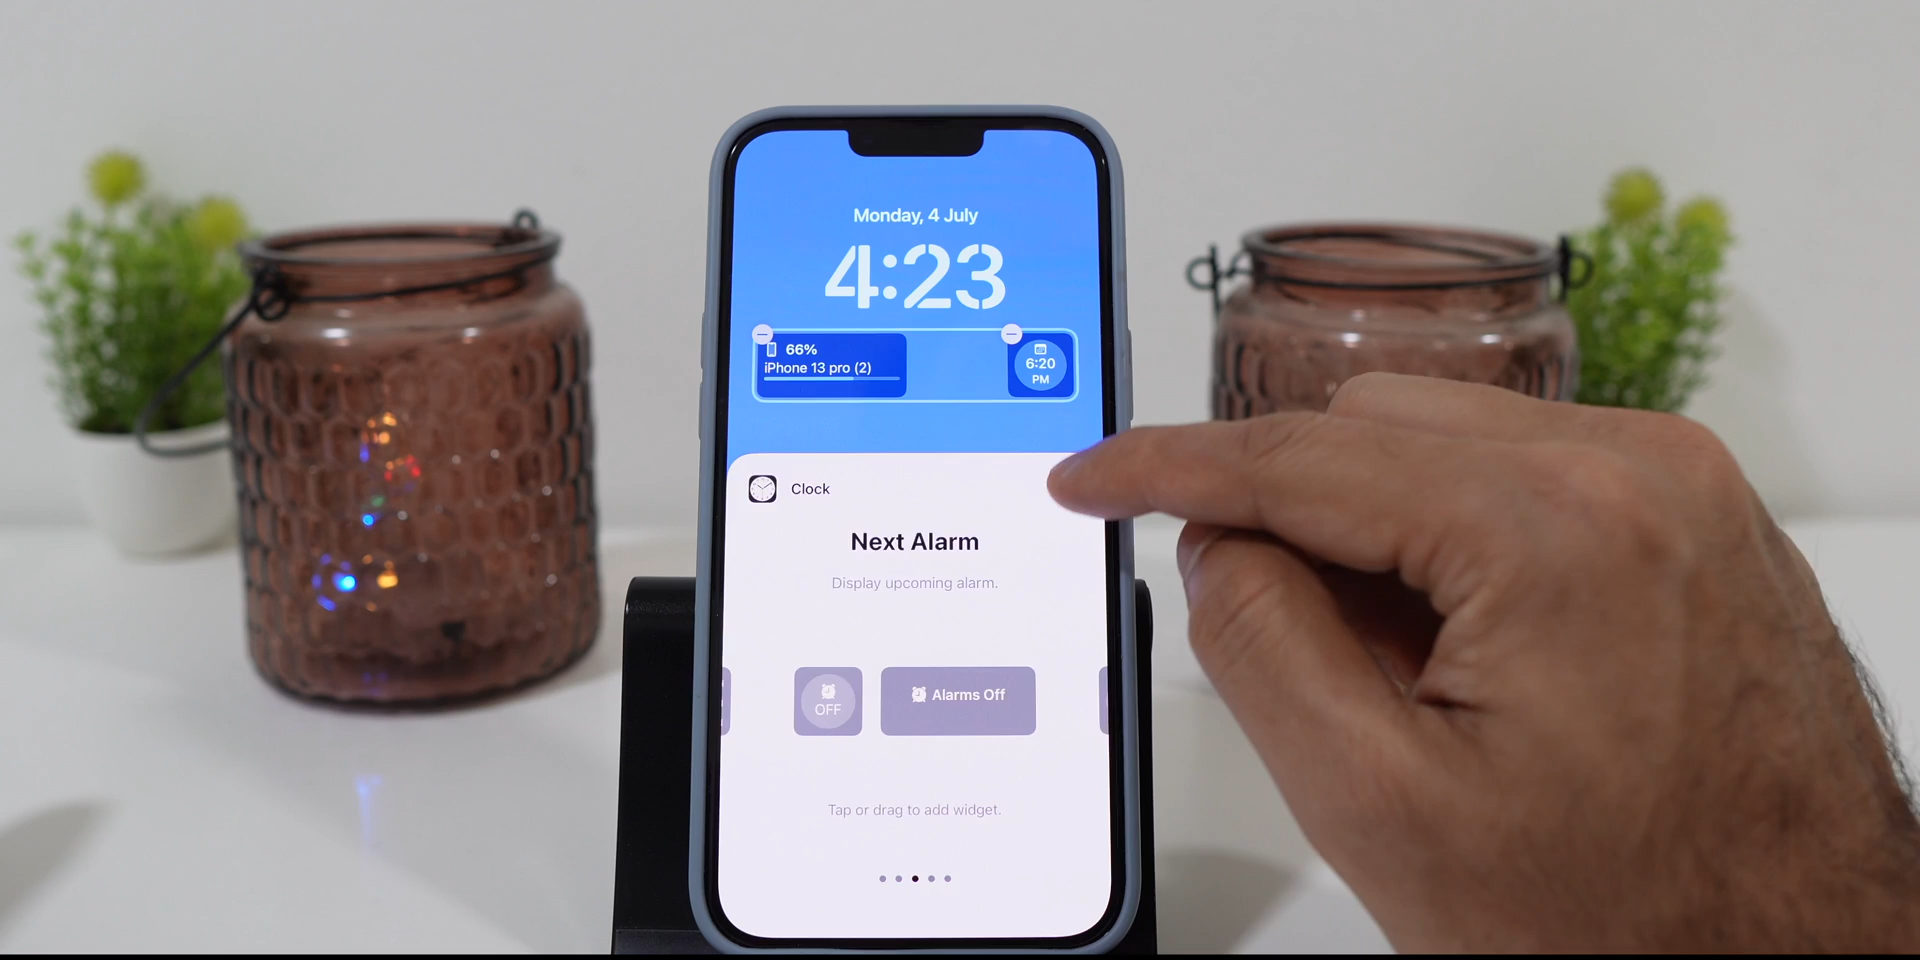 Monday, 4 July
4:23
66%
iPhone 13 pro (2)
6:20
PM
Clock
Next Alarm
Display upcoming alarm.
OFF
Alarms Off
Tap or drag to add widget.